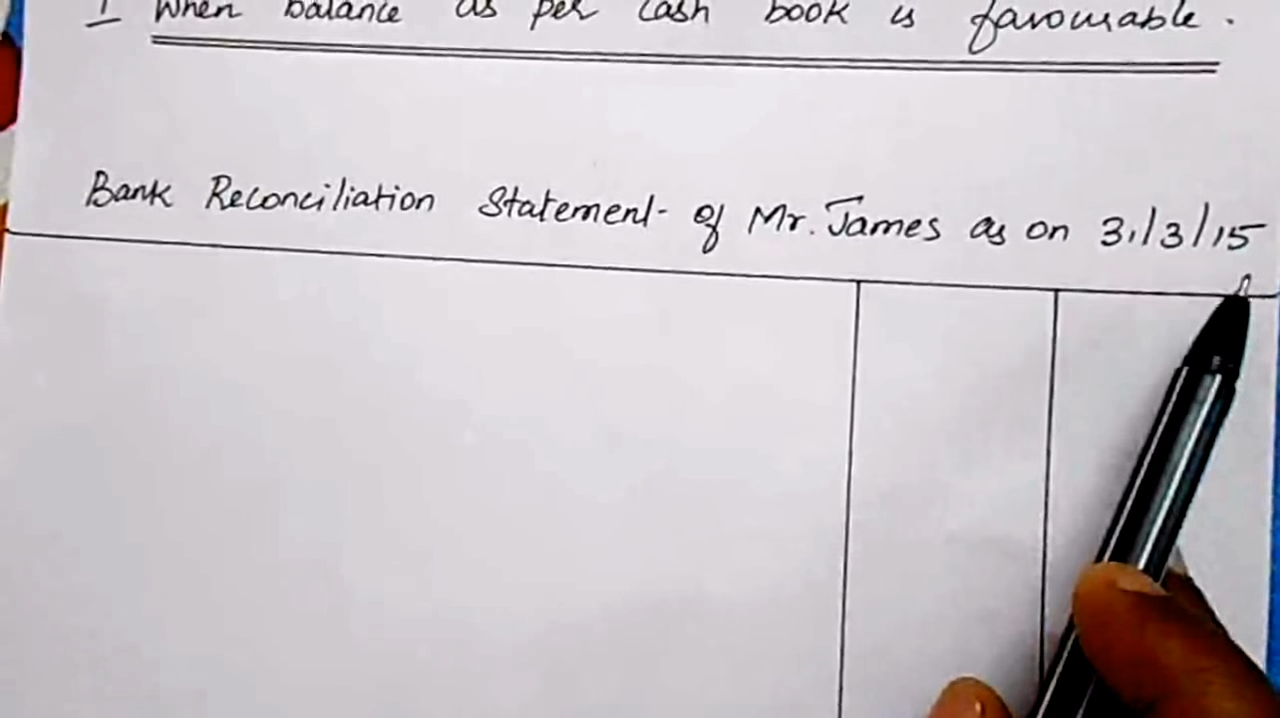 I When balance as per cash book is favourable.
Bank Reconciliation Statement of Mr. James as on 31/3/15